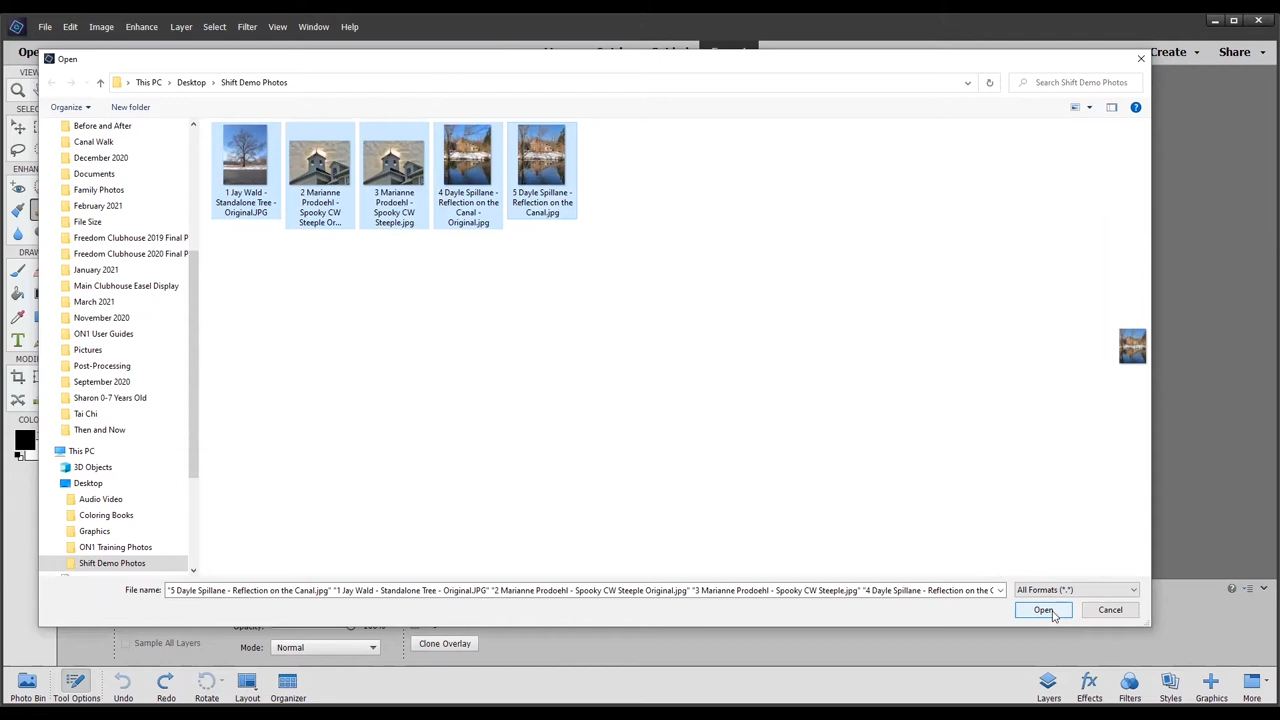 File Edit Image Enhance Layer Select Filter View Window Help
Open
Create Share
Open
This PC > Desktop > Shift Demo Photos
Search Shift Demo Photos
Organize New folder
VIEW
Before and After
Canal Walk
December 2020
Documents
Family Photos
February 2021
File Size
Freedom Clubhouse 2019 Final P
Freedom Clubhouse 2020 Final P
January 2021
Main Clubhouse Easel Display
March 2021
November 2020
ON1 User Guides
Pictures
Post-Processing
September 2020
Sharon 0-7 Years Old
Tai Chi
Then and Now
This PC
3D Objects
Desktop
Audio Video
Coloring Books
Graphics
ON1 Training Photos
Shift Demo Photos
1 Jay Wald -
Standalone Tree -
Original.JPG
2 Marianne
Prodoehl -
Spooky CW
Steeple Or...
3 Marianne
Prodoehl -
Spooky CW
Steeple.jpg
4 Dayle Spillane -
Reflection on the
Canal -
Original.jpg
5 Dayle Spillane -
Reflection on the
Canal.jpg
SELEC
ENHAN
DRAW
T
MODI
COLO
File name: "5 Dayle Spillane - Reflection on the Canal.jpg" "1 Jay Wald - Standalone Tree - Original.JPG" "2 Marianne Prodoehl - Spooky CW Steeple Original.jpg" "3 Marianne Prodoehl - Spooky CW Steeple.jpg" "4 Dayle Spillane - Reflection on the C
All Formats (*.*)
Open Cancel
Opacity: 100%
Sample All Layers
Mode: Normal
Clone Overlay
Photo Bin Tool Options Undo Redo Rotate Layout Organizer
Layers Effects Filters Styles Graphics More